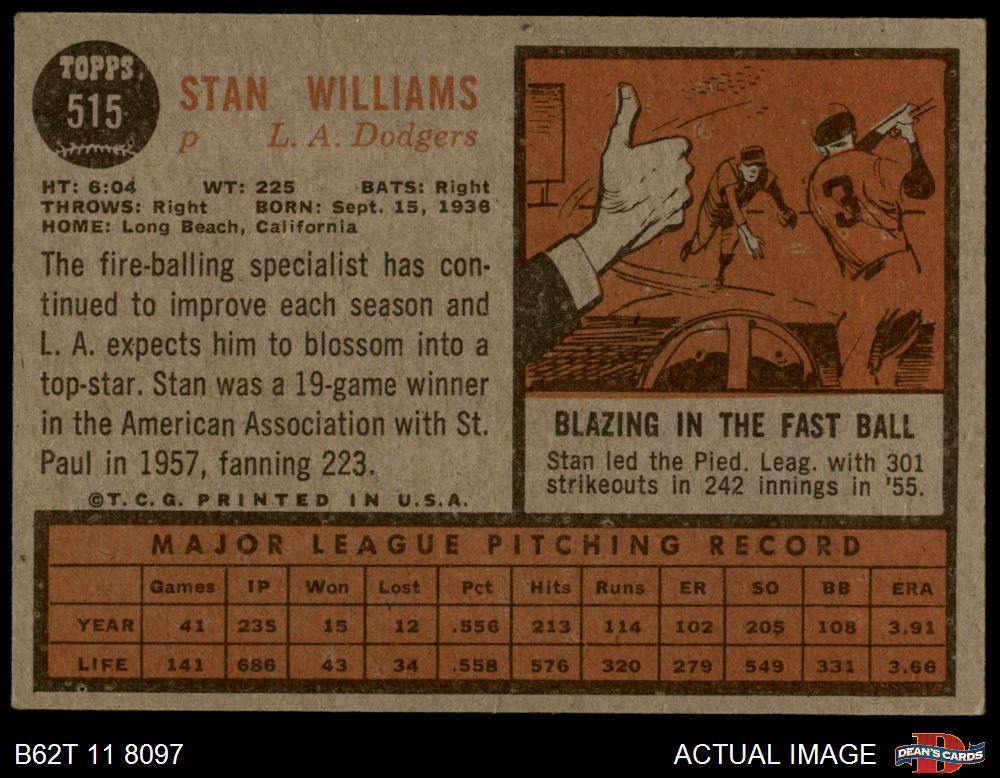 TOPPS
515
STAN WILLIAMS
p L. A. Dodgers
HT: 6:04 WT: 225 BATS: Right
THROWS: Right BORN: Sept. 15, 1936
HOME: Long Beach, California
The fire-balling specialist has con-
tinued to improve each season and
L. A. expects him to blossom into a
top-star. Stan was a 19-game winner
in the American Association with St.
Paul in 1957, fanning 223.
©T.C.G. PRINTED IN U.S.A.
3
BLAZING IN THE FAST BALL
Stan led the Pied. Leag. with 301
strikeouts in 242 innings in '55.
MAJOR LEAGUE PITCHING RECORD
Games IP Won Lost Pct Hits Runs ER SO BB ERA
YEAR 41 235 15 12 .556 213 114 102 205 108 3.91
LIFE 141 686 43 34 .558 576 320 279 549 331 3.66
B62T 11 8097
ACTUAL IMAGE
DEAN'S CARDS